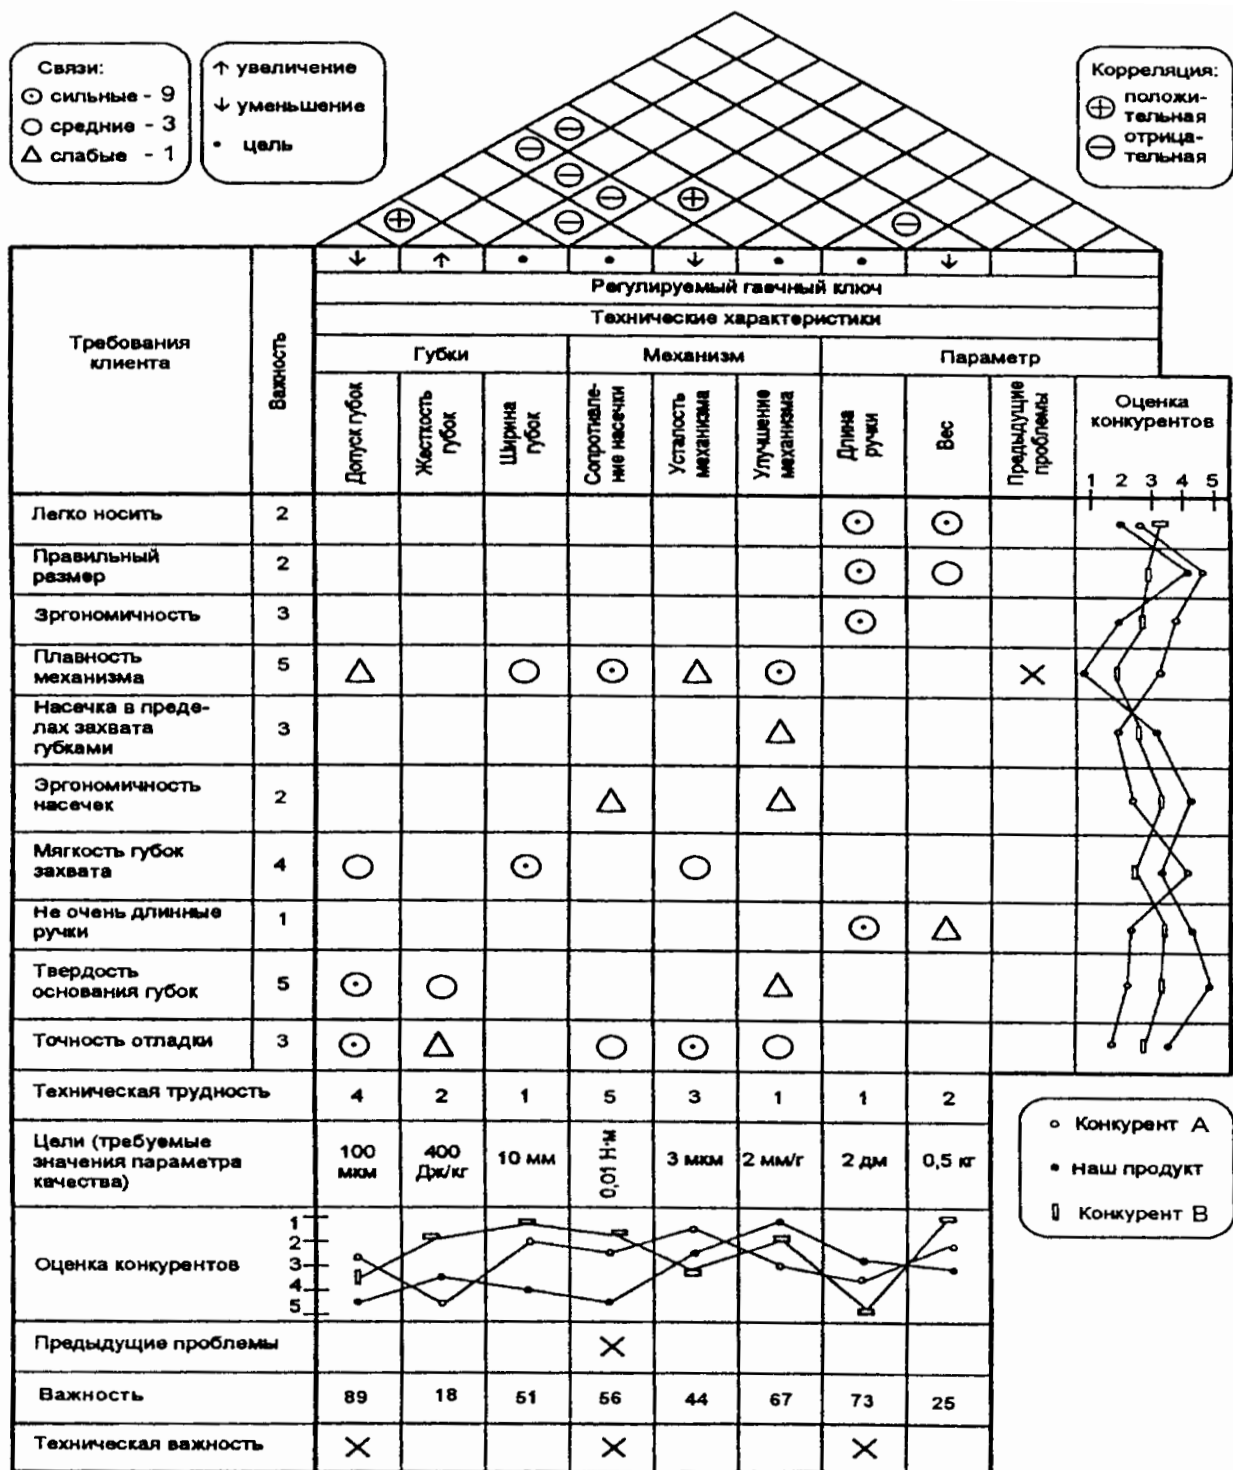 Связи:
сильные - 9
средние - 3
слабые - 1
увеличение
уменьшение
цель
Корреляция:
положи-
тельная
отрица-
тельная
Регулируемый гаечный ключ
Технические характеристики
Требования
клиента
Важность
Губки
Механизм
Параметр
Допуск губок
Жесткость
губок
Ширина
губок
Сопротивле-
ние насечки
Усталость
механизма
Улучшение
механизма
Длина
ручки
Вес
Предыдущие
проблемы
Оценка
конкурентов
1 2 3 4 5
Легко носить 2
Правильный
размер 2
Эргономичность 3
Плавность
механизма 5
Насечка в преде-
лах захвата
губками 3
Эргономичность
насечек 2
Мягкость губок
захвата 4
Не очень длинные
ручки 1
Твердость
основания губок 5
Точность отладки 3
Техническая трудность 4 2 1 5 3 1 1 2
Цели (требуемые
значения параметра
качества)
100
мкм
400
Дж/кг
10 мм
0,01 Н·м
3 мкм
2 мм/г
2 дм
0,5 кг
Оценка конкурентов
1
2
3
4
5
Предыдущие проблемы
Важность 89 18 51 56 44 67 73 25
Техническая важность
Конкурент А
наш продукт
Конкурент В